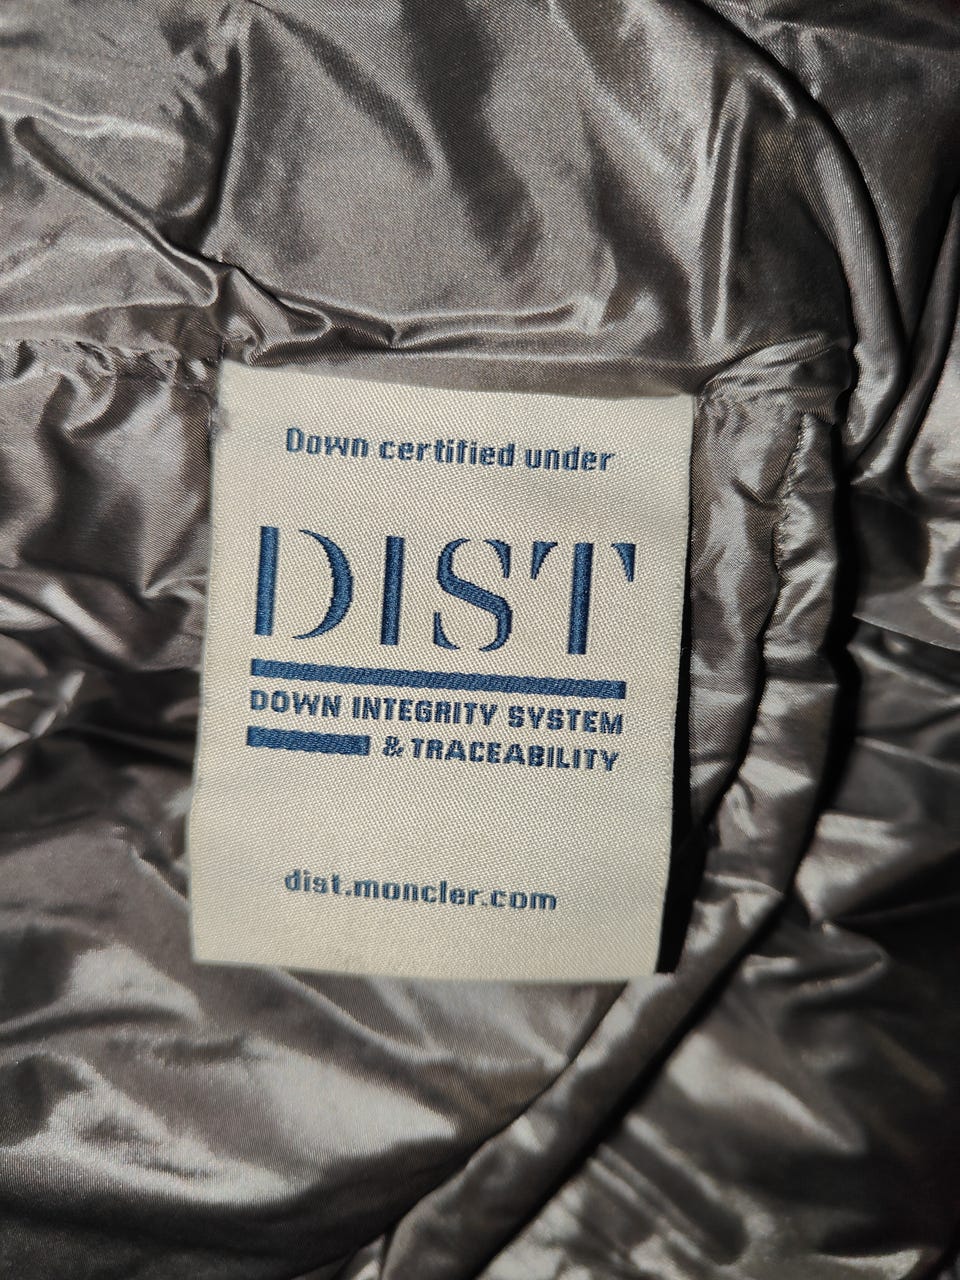 Down certified under
DIST
DOWN INTEGRITY SYSTEM
& TRACEABILITY
dist.moncler.com